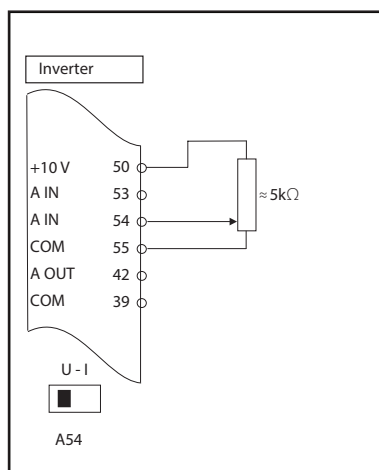 Inverter
+10 V 50
A IN 53
A IN 54
≈ 5kΩ
COM 55
A OUT 42
COM 39
U - I
A54